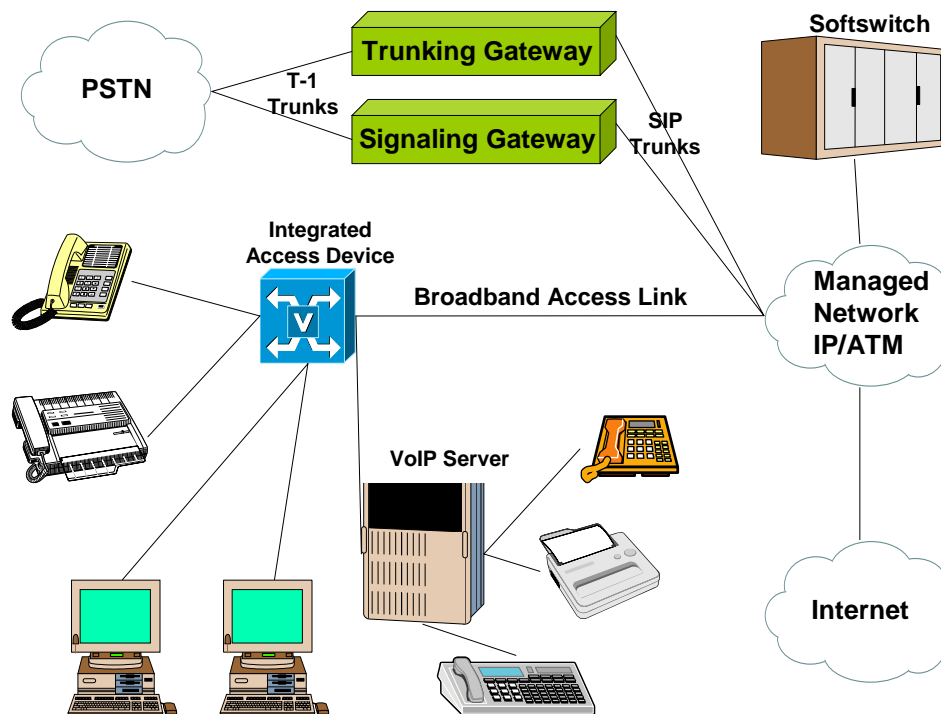 Softswitch
Trunking Gateway
PSTN
T-1
Trunks
Signaling Gateway
SIP
Trunks
Integrated
Access Device
V
Broadband Access Link
Managed
Network
IP/ATM
VoIP Server
Internet